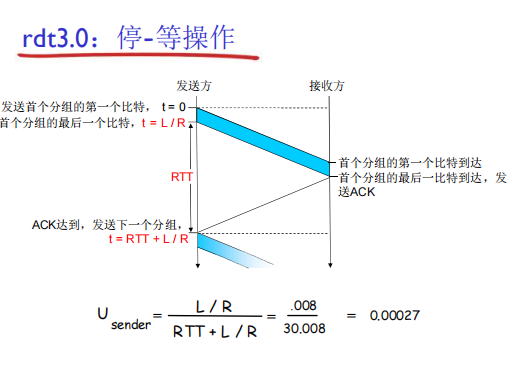 rdt3.0：停-等操作
发送方 接收方
发送首个分组的第一个比特， t = 0
首个分组的最后一个比特，t = L / R
首个分组的第一个比特到达
首个分组的最后一比特到达，发
送ACK
RTT
ACK达到，发送下一个分组，
t = RTT + L / R
U sender = L / R / RTT + L / R = .008 / 30.008 = 0.00027